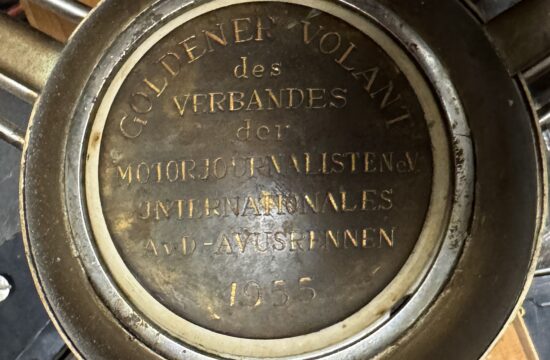 GOLDENER VOLANT
des
VERBANDES
der
MOTORJOURNALISTEN e.V.
INTERNATIONALES
AvD-AVUSRENNEN
1955